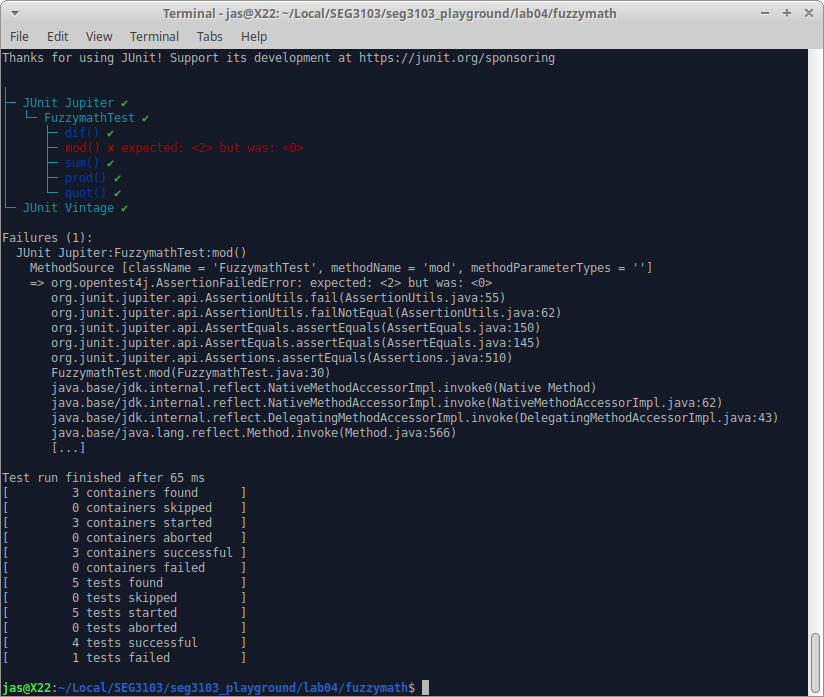 Terminal - jas@X22: ~/Local/SEG3103/seg3103_playground/lab04/fuzzymath
File Edit View Terminal Tabs Help
Thanks for using JUnit! Support its development at https://junit.org/sponsoring
╷
├─ JUnit Jupiter ✔
│  └─ FuzzymathTest ✔
│     ├─ dif() ✔
│     ├─ mod() ✘ expected: <2> but was: <0>
│     ├─ sum() ✔
│     ├─ prod() ✔
│     └─ quot() ✔
└─ JUnit Vintage ✔
Failures (1):
  JUnit Jupiter:FuzzymathTest:mod()
    MethodSource [className = 'FuzzymathTest', methodName = 'mod', methodParameterTypes = '']
    => org.opentest4j.AssertionFailedError: expected: <2> but was: <0>
       org.junit.jupiter.api.AssertionUtils.fail(AssertionUtils.java:55)
       org.junit.jupiter.api.AssertionUtils.failNotEqual(AssertionUtils.java:62)
       org.junit.jupiter.api.AssertEquals.assertEquals(AssertEquals.java:150)
       org.junit.jupiter.api.AssertEquals.assertEquals(AssertEquals.java:145)
       org.junit.jupiter.api.Assertions.assertEquals(Assertions.java:510)
       FuzzymathTest.mod(FuzzymathTest.java:30)
       java.base/jdk.internal.reflect.NativeMethodAccessorImpl.invoke0(Native Method)
       java.base/jdk.internal.reflect.NativeMethodAccessorImpl.invoke(NativeMethodAccessorImpl.java:62)
       java.base/jdk.internal.reflect.DelegatingMethodAccessorImpl.invoke(DelegatingMethodAccessorImpl.java:43)
       java.base/java.lang.reflect.Method.invoke(Method.java:566)
       [...]
Test run finished after 65 ms
[         3 containers found      ]
[         0 containers skipped    ]
[         3 containers started    ]
[         0 containers aborted    ]
[         3 containers successful ]
[         0 containers failed     ]
[         5 tests found           ]
[         0 tests skipped         ]
[         5 tests started         ]
[         0 tests aborted         ]
[         4 tests successful      ]
[         1 tests failed          ]
jas@X22:~/Local/SEG3103/seg3103_playground/lab04/fuzzymath$